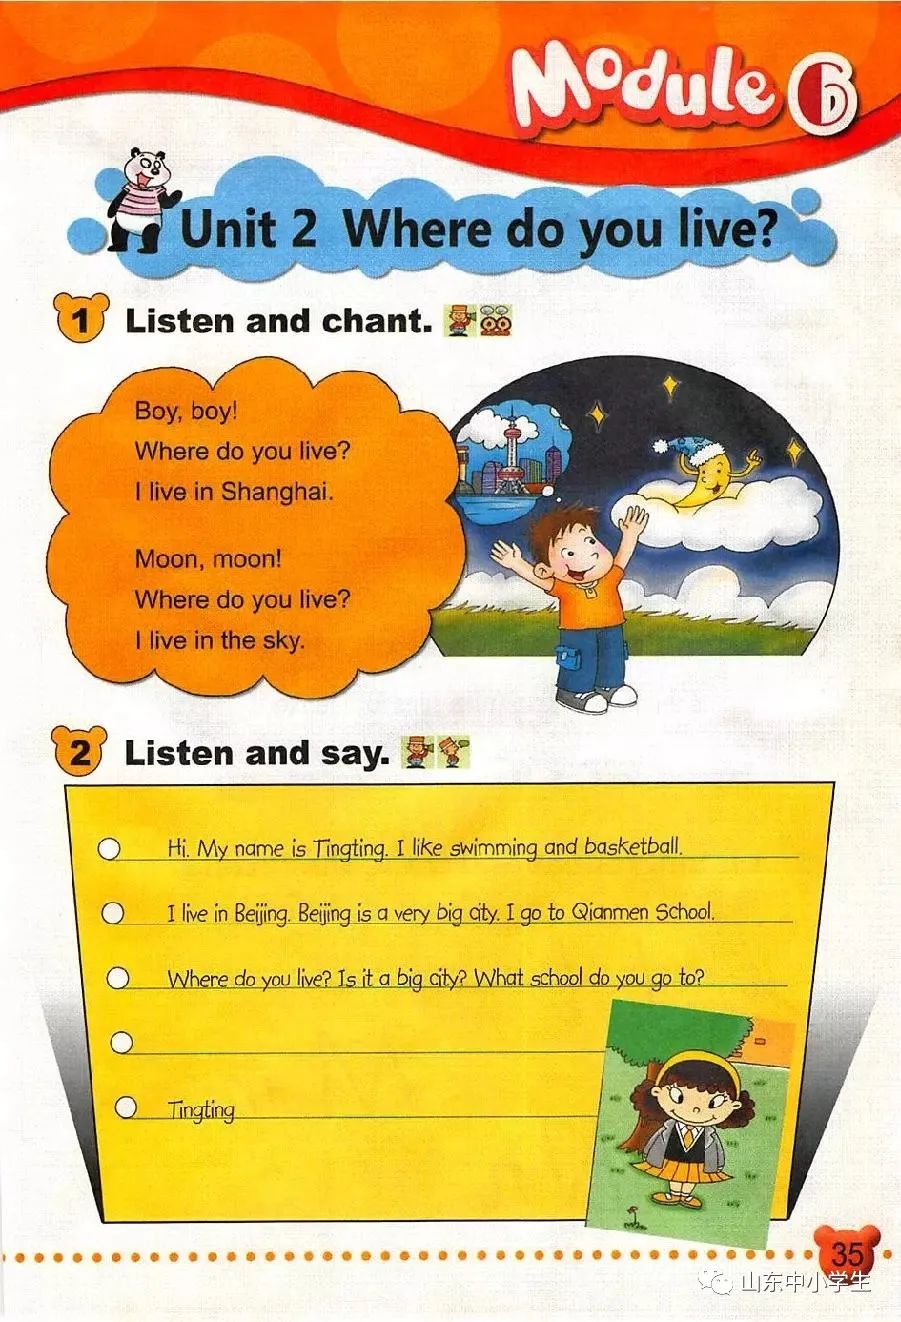 Module 6
Unit 2 Where do you live?
1 Listen and chant.
Boy, boy!
Where do you live?
I live in Shanghai.
Moon, moon!
Where do you live?
I live in the sky.
2 Listen and say.
Hi. My name is Tingting. I like swimming and basketball.
I live in Beijing. Beijing is a very big city. I go to Qianmen School.
Where do you live? Is it a big city? What school do you go to?
Tingting
35
山东中小学生